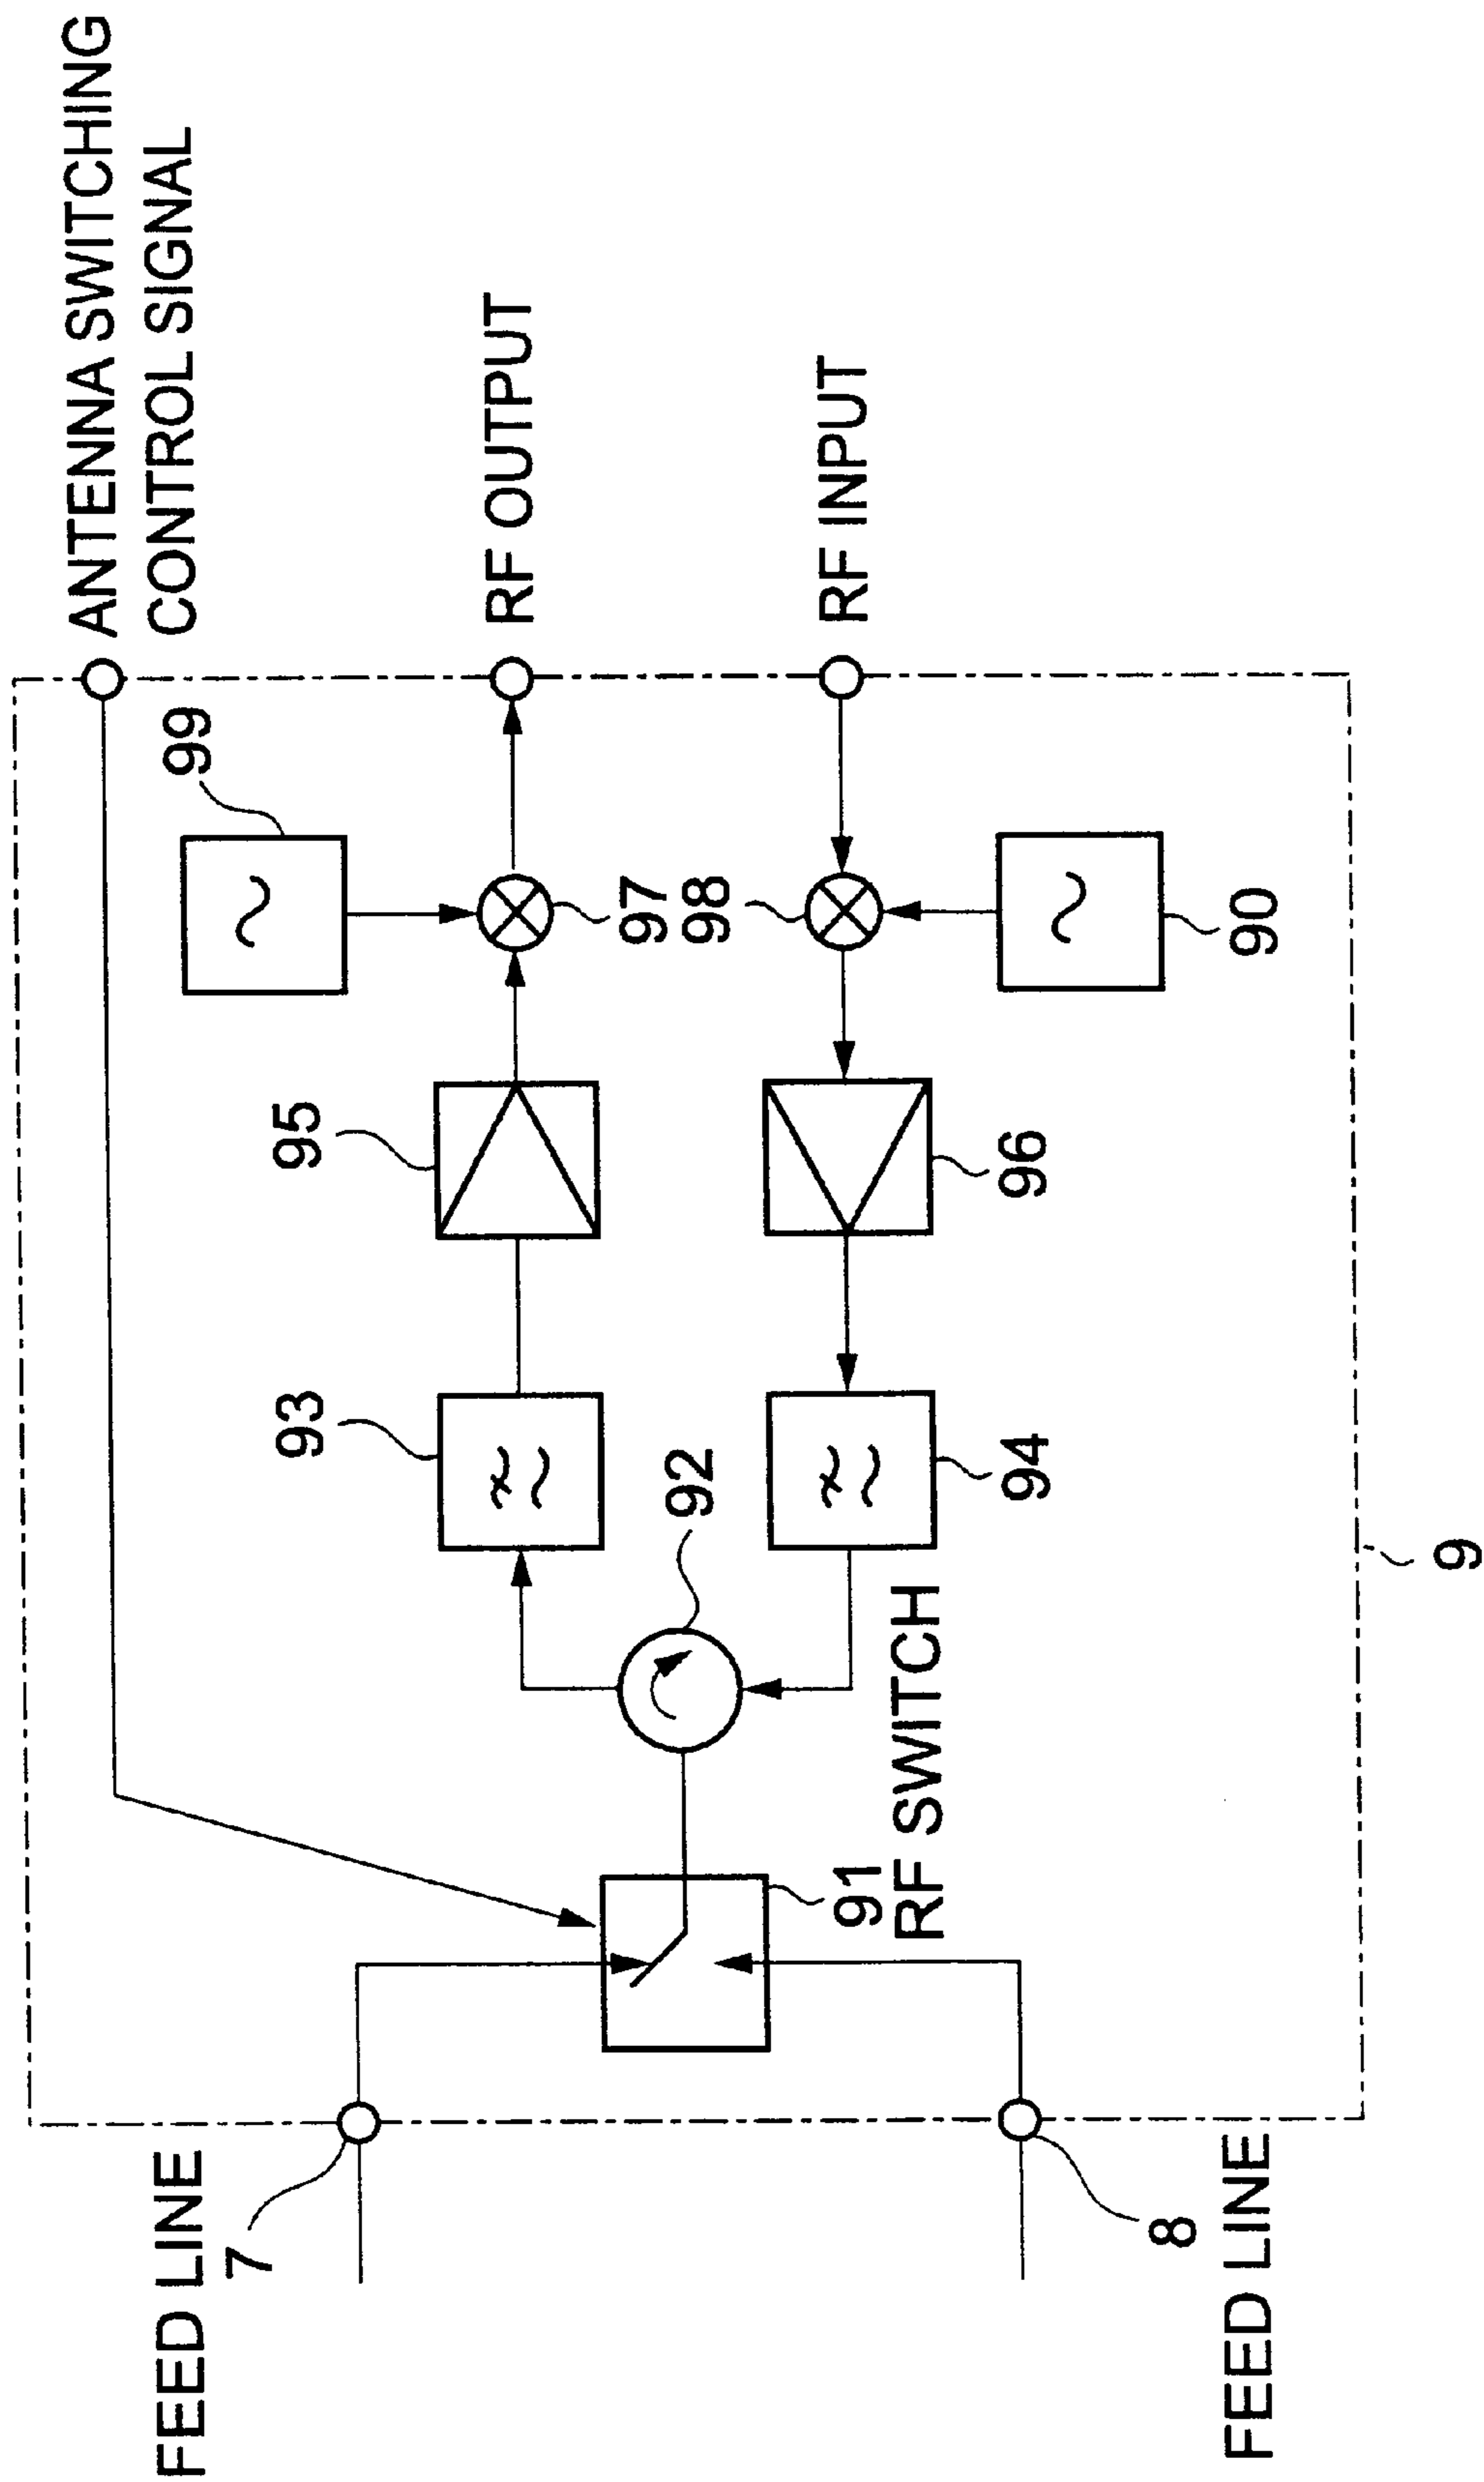 ANTENNA SWITCHING
CONTROL SIGNAL
99
RF OUTPUT
95
93
97
98
RF INPUT
92
FEED LINE
7
96
94
90
91
RF SWITCH
8
FEED LINE
9